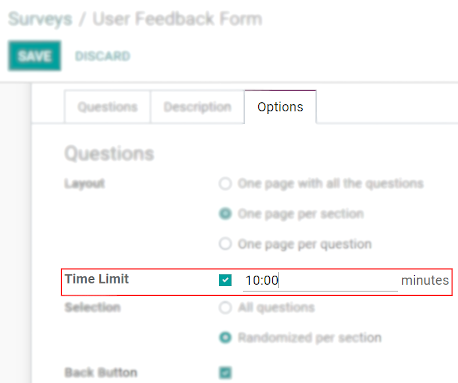 Surveys / User Feedback Form
SAVE DISCARD
Questions Description Options
Questions
Layout One page with all the questions
One page per section
One page per question
Time Limit 10:00 minutes
Selection All questions
Randomized per section
Back Button